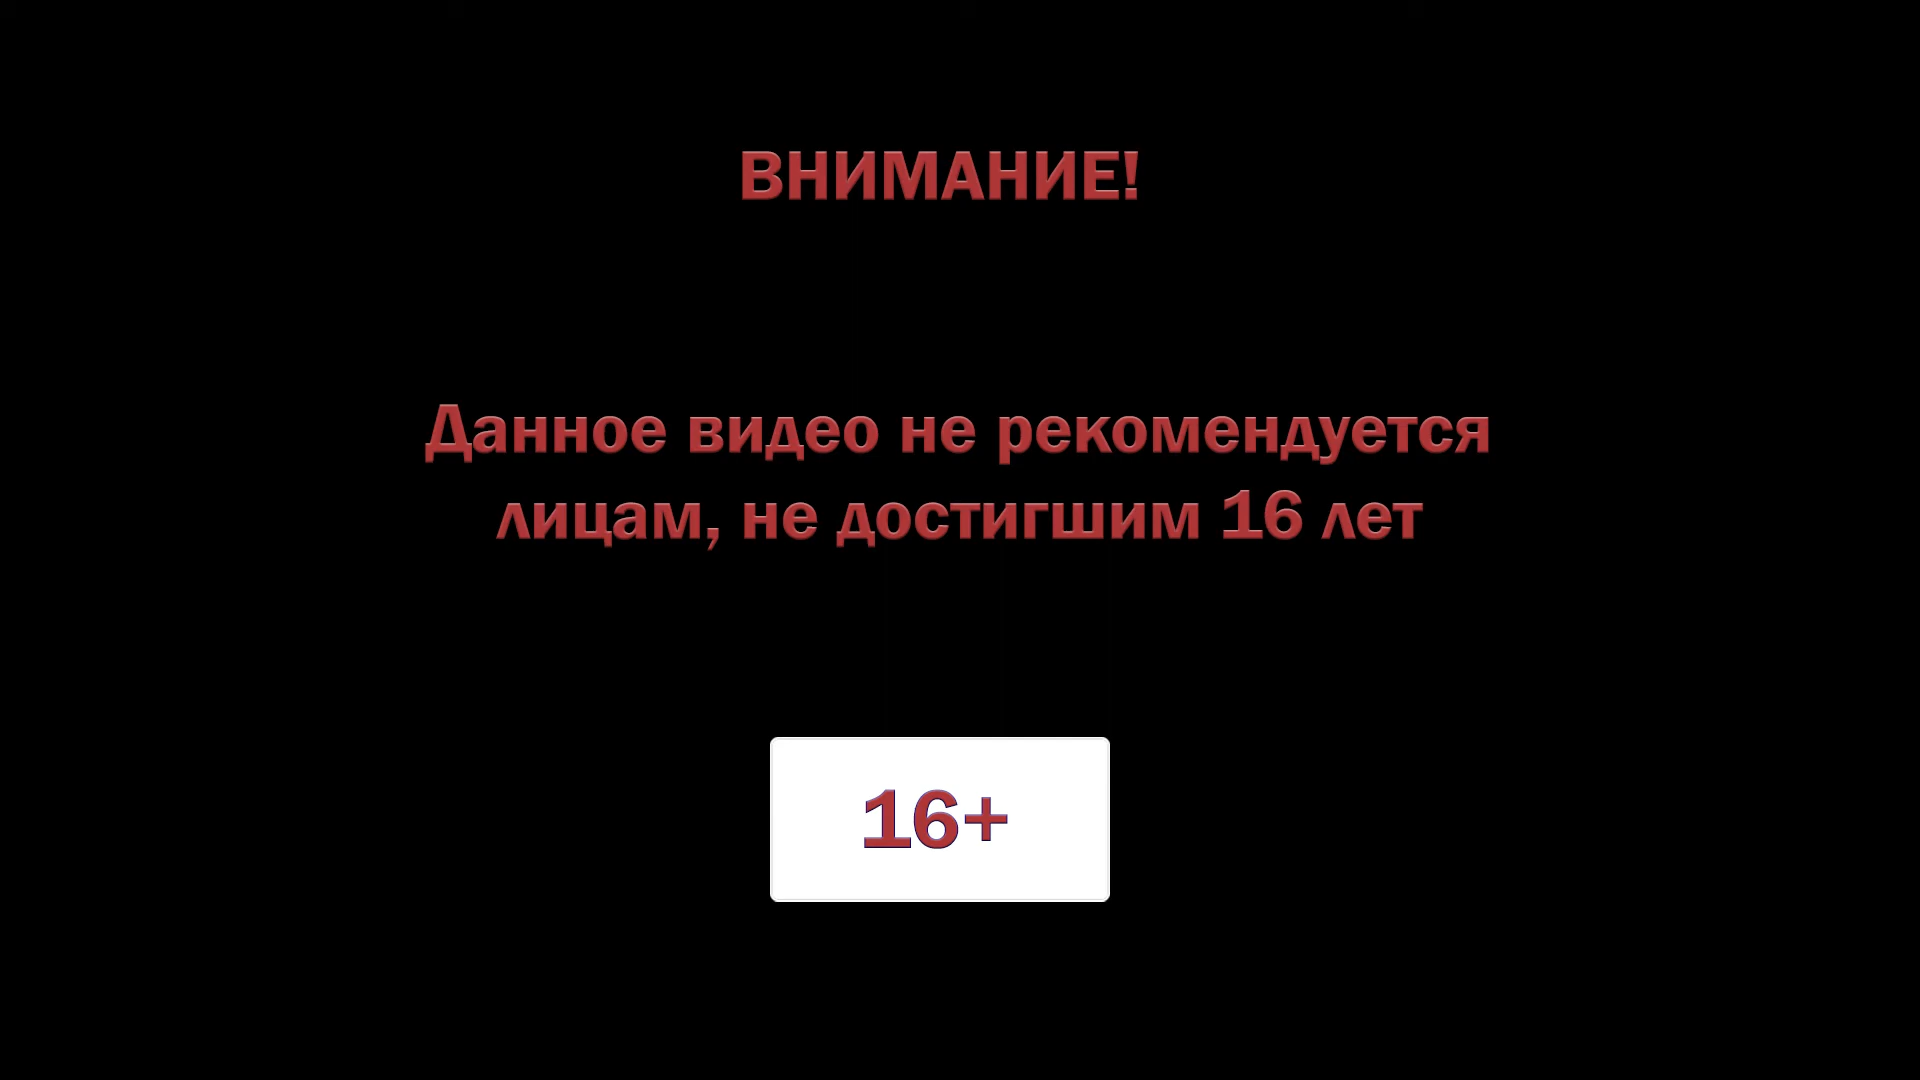 ВНИМАНИЕ!
Данное видео не рекомендуется
лицам, не достигшим 16 лет
16+